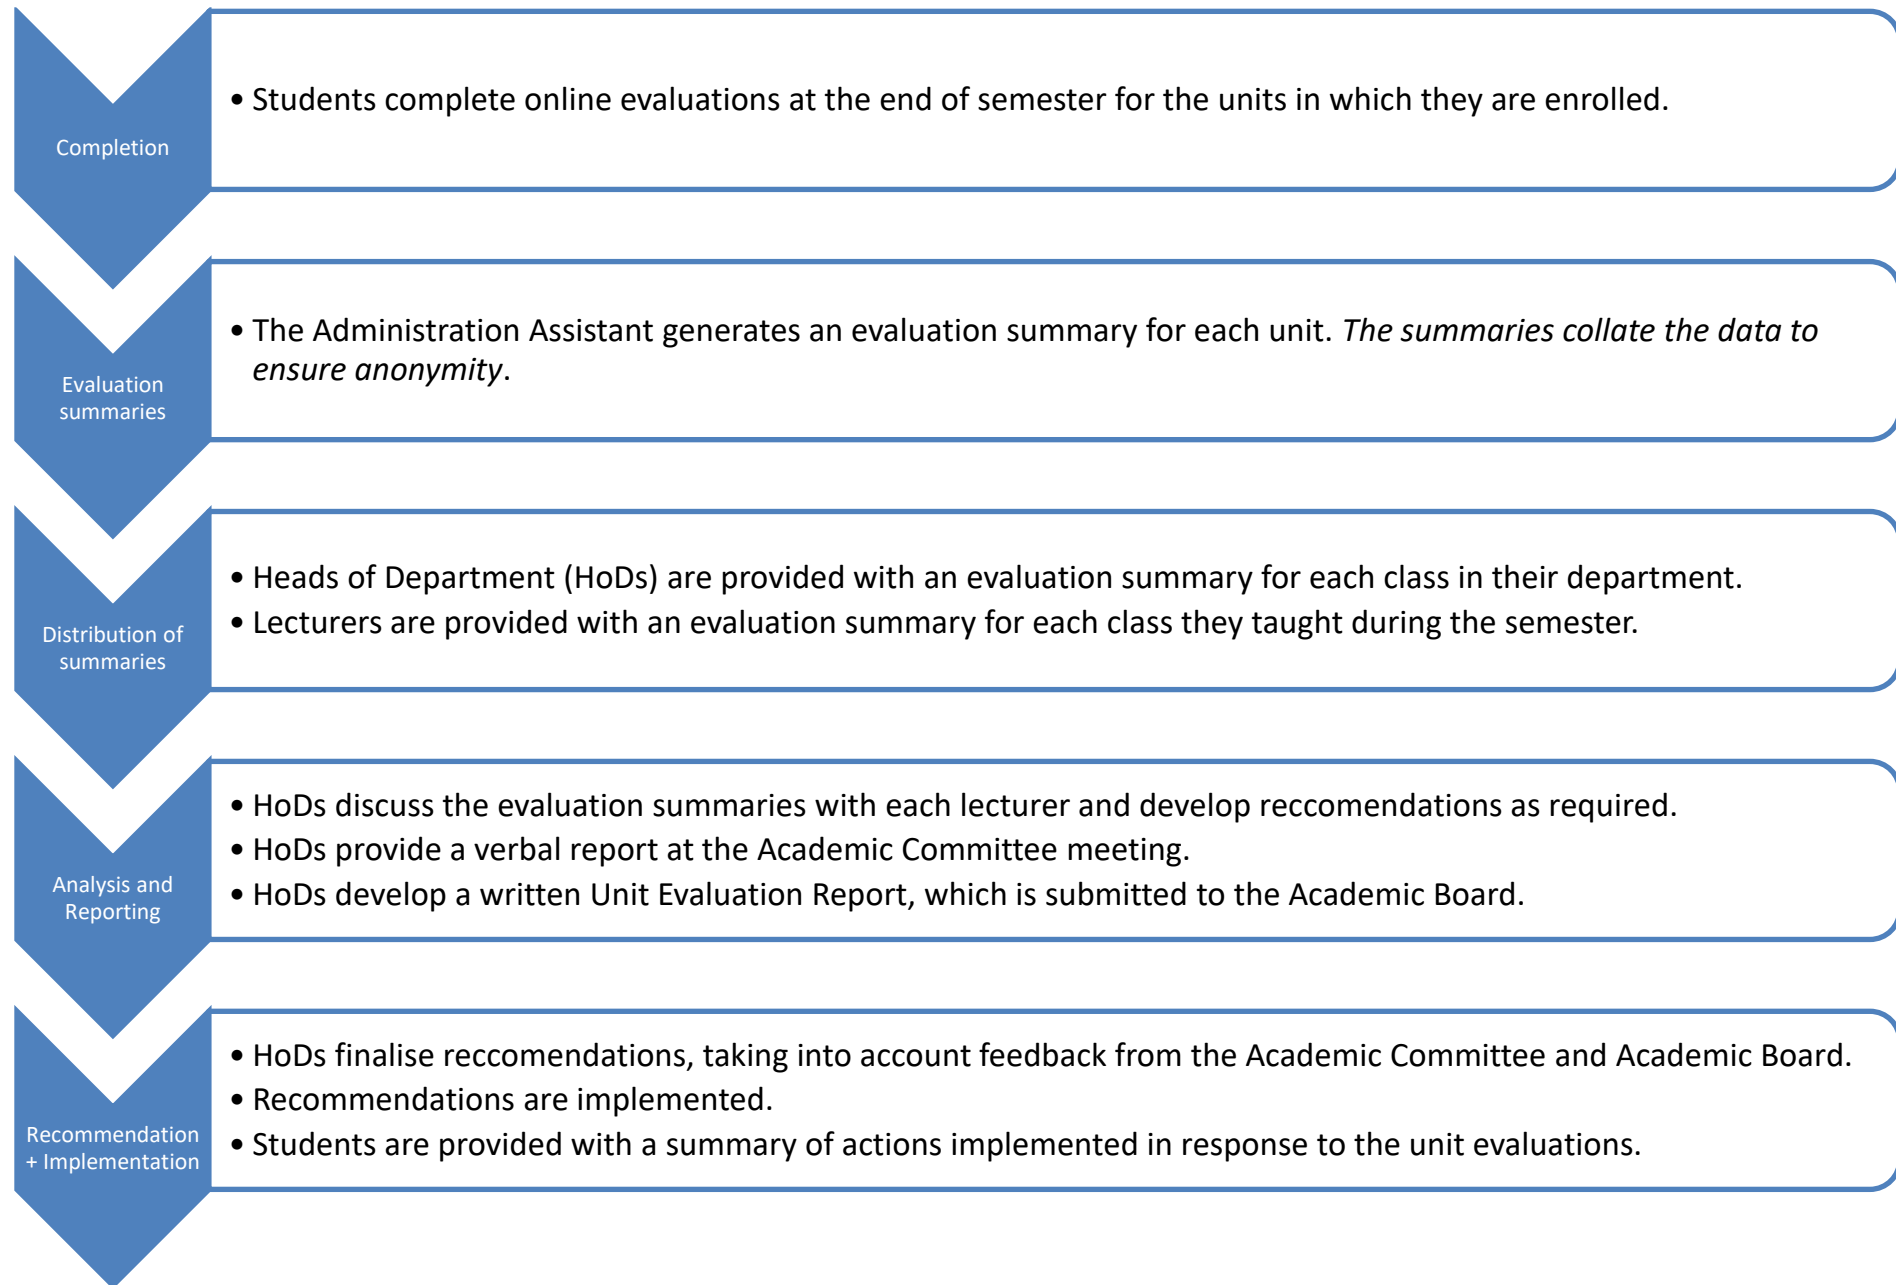 Completion
• Students complete online evaluations at the end of semester for the units in which they are enrolled.
Evaluation
summaries
• The Administration Assistant generates an evaluation summary for each unit. The summaries collate the data to
ensure anonymity.
Distribution of
summaries
• Heads of Department (HoDs) are provided with an evaluation summary for each class in their department.
• Lecturers are provided with an evaluation summary for each class they taught during the semester.
Analysis and
Reporting
• HoDs discuss the evaluation summaries with each lecturer and develop reccomendations as required.
• HoDs provide a verbal report at the Academic Committee meeting.
• HoDs develop a written Unit Evaluation Report, which is submitted to the Academic Board.
Recommendation
+ Implementation
• HoDs finalise reccomendations, taking into account feedback from the Academic Committee and Academic Board.
• Recommendations are implemented.
• Students are provided with a summary of actions implemented in response to the unit evaluations.